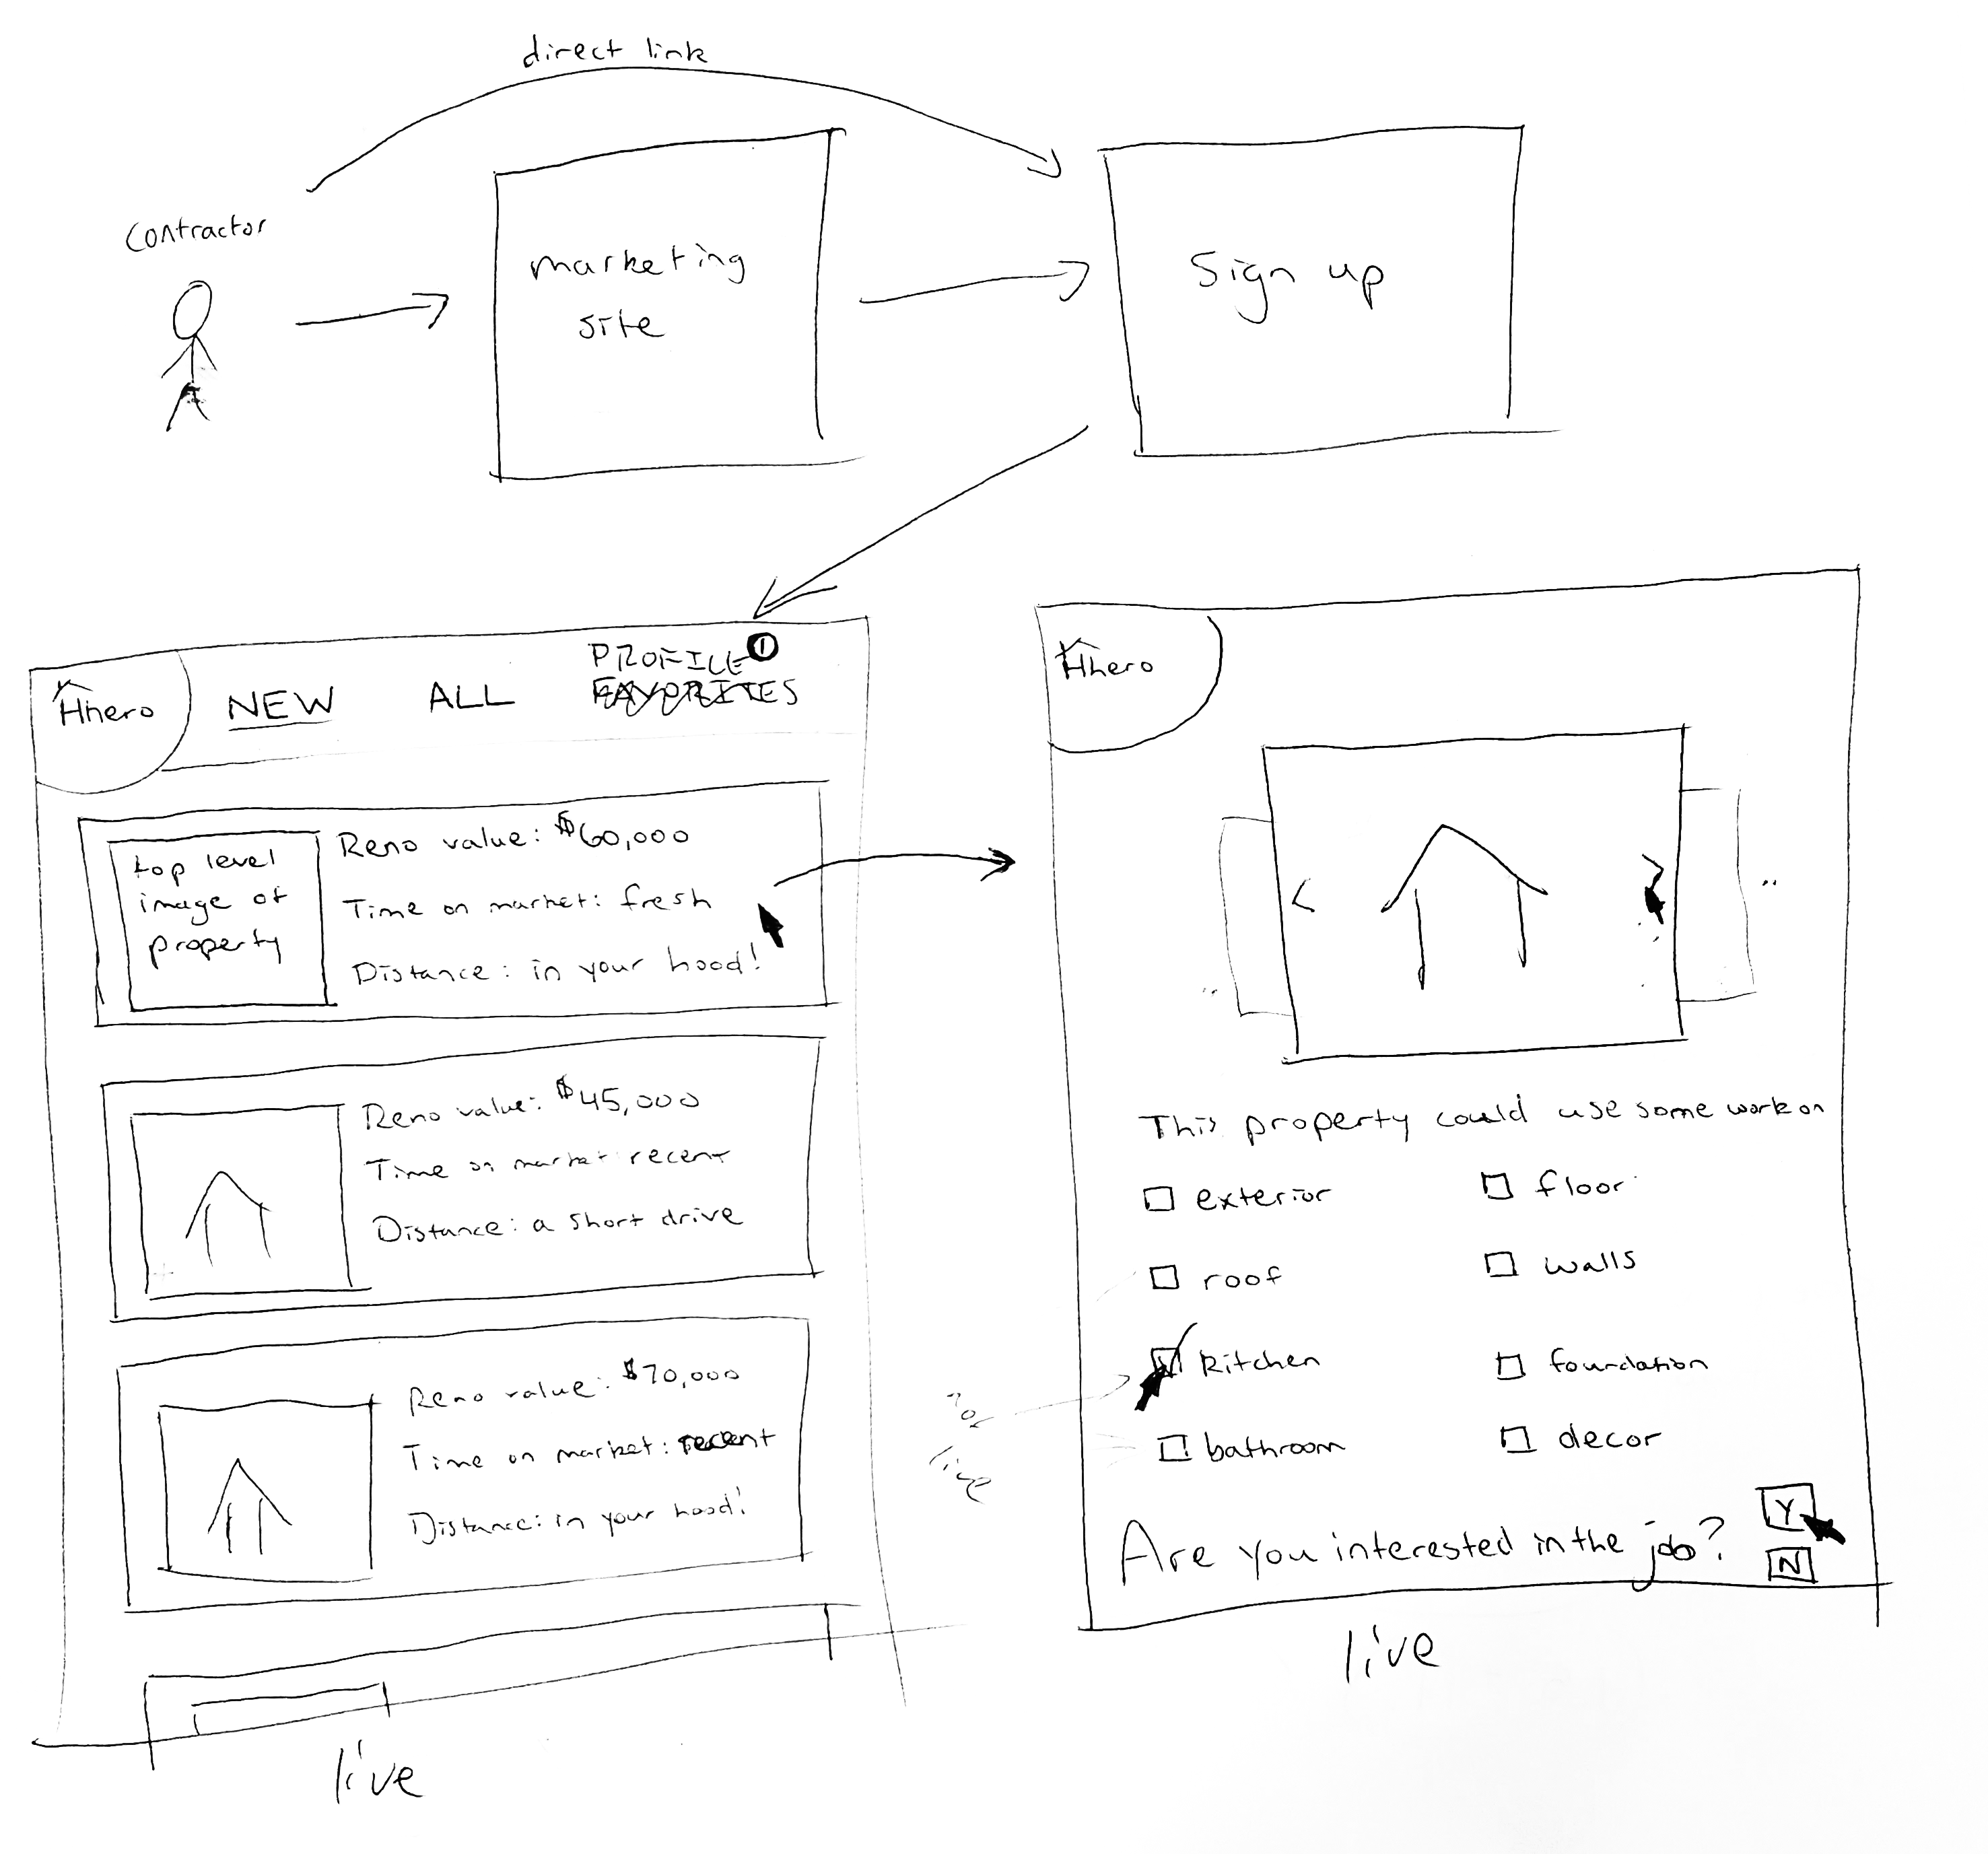 direct link
Contractor
marketing
site
Sign up
Hhero
NEW
ALL
PROFILE 1
FAVORITES
top level
image of
property
Reno value: $60,000
Time on market: fresh
Distance: in your hood!
Reno value: $45,000
Time on market: recent
Distance: a short drive
Reno value: $70,000
Time on market: recent
Distance: in your hood!
live
Hhero
<
>
This property could use some work on
exterior
floor
roof
walls
kitchen
foundation
bathroom
decor
not
live
Are you interested in the job?
Y
N
live